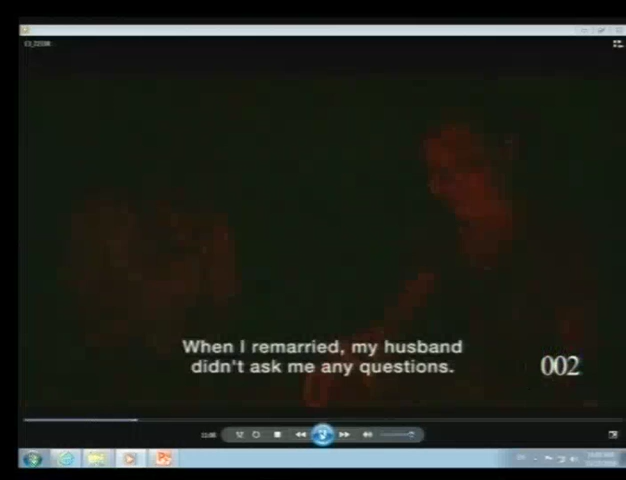 When I remarried, my husband
didn't ask me any questions.
002